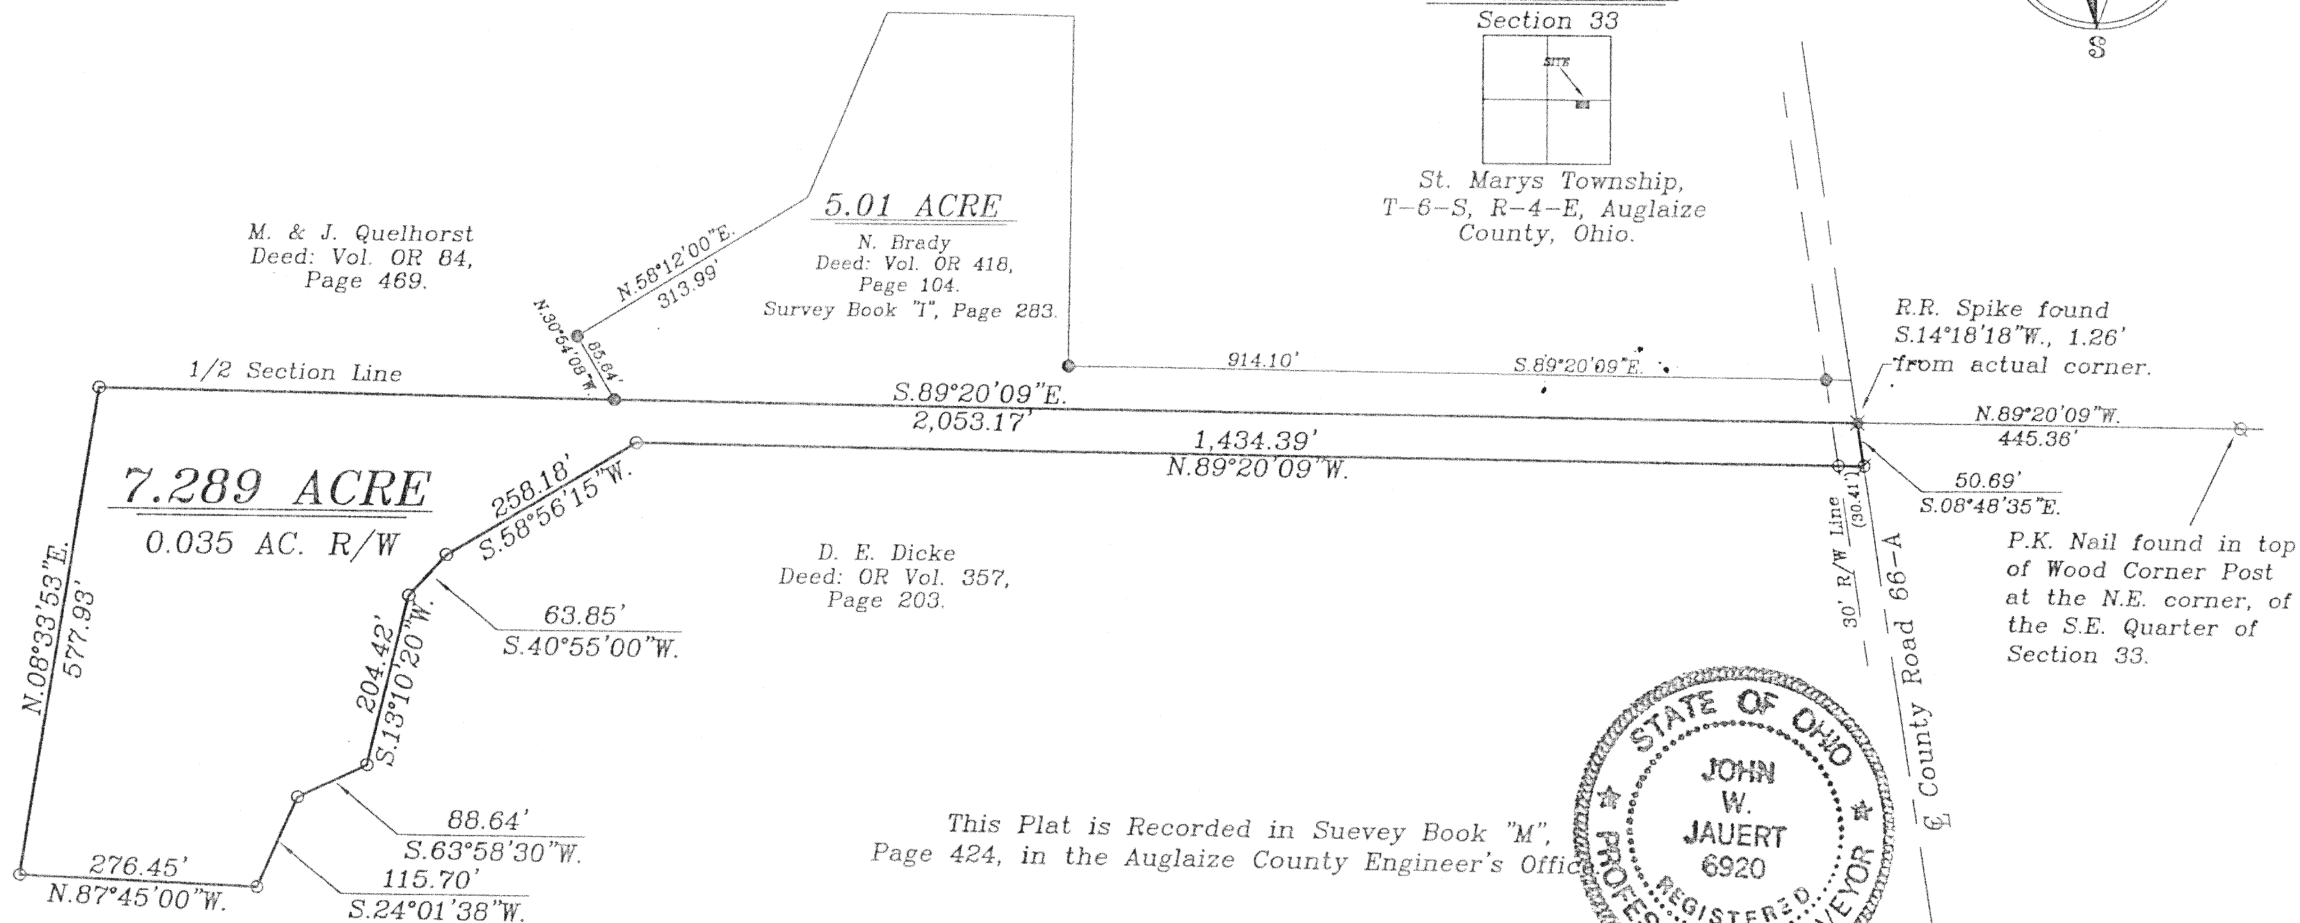 Section 33
S
SITE
St. Marys Township,
T-6-S, R-4-E, Auglaize
County, Ohio.
M. & J. Quelhorst
Deed: Vol. OR 84,
Page 469.
5.01 ACRE
N. Brady
Deed: Vol. OR 418,
Page 104.
Survey Book "I", Page 283.
N.58°12'00"E.
313.99'
N.30°54'08"W.
85.64'
R.R. Spike found
S.14°18'18"W., 1.26'
from actual corner.
1/2 Section Line
914.10'
S.89°20'09"E.
S.89°20'09"E.
2,053.17'
N.89°20'09"W.
445.36'
1,434.39'
N.89°20'09"W.
7.289 ACRE
0.035 AC. R/W
258.18'
S.58°56'15"W.
50.69'
S.08°48'35"E.
(30.41')
30' R/W Line
℄ County Road 66-A
P.K. Nail found in top
of Wood Corner Post
at the N.E. corner, of
the S.E. Quarter of
Section 33.
D. E. Dicke
Deed: OR Vol. 357,
Page 203.
N.08°33'53"E.
577.93'
63.85'
S.40°55'00"W.
204.42'
S.13°10'20"W.
88.64'
S.63°58'30"W.
115.70'
S.24°01'38"W.
276.45'
N.87°45'00"W.
This Plat is Recorded in Suevey Book "M",
Page 424, in the Auglaize County Engineer's Offic
STATE OF OHIO
JOHN
W.
JAUERT
6920
REGISTERED